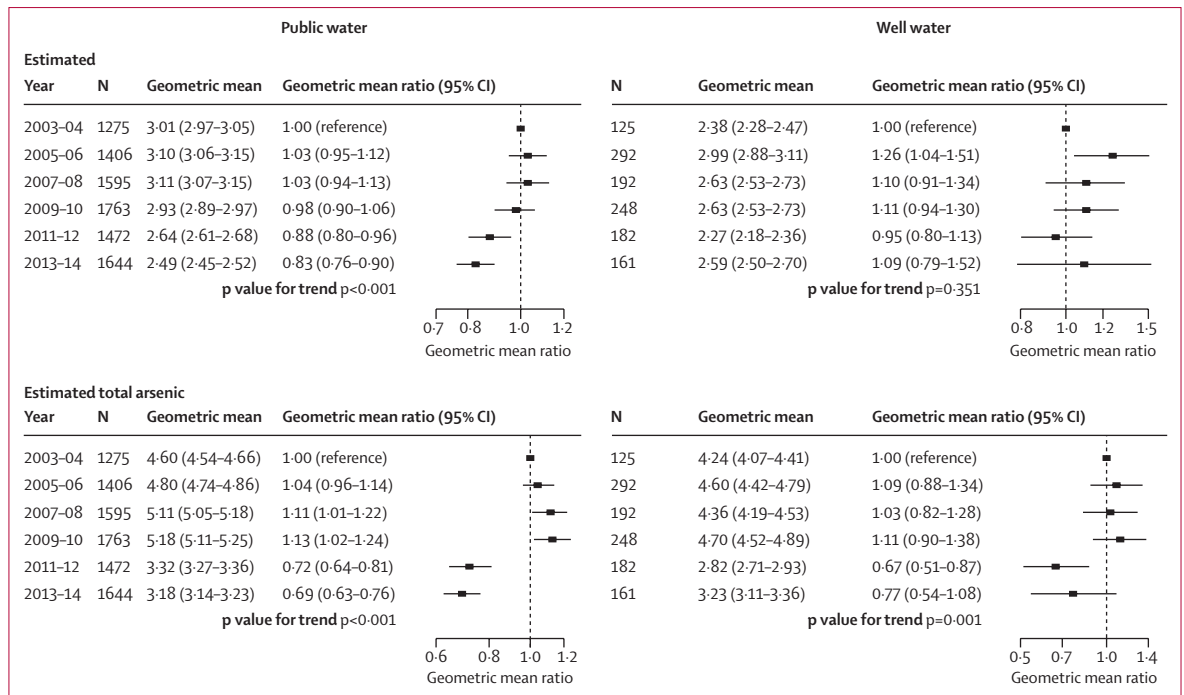 Public water Well water
Estimated
Year N Geometric mean Geometric mean ratio (95% CI) N Geometric mean Geometric mean ratio (95% CI)
2003–04 1275 3·01 (2·97–3·05) 1·00 (reference) 125 2·38 (2·28–2·47) 1·00 (reference)
2005–06 1406 3·10 (3·06–3·15) 1·03 (0·95–1·12) 292 2·99 (2·88–3·11) 1·26 (1·04–1·51)
2007–08 1595 3·11 (3·07–3·15) 1·03 (0·94–1·13) 192 2·63 (2·53–2·73) 1·10 (0·91–1·34)
2009–10 1763 2·93 (2·89–2·97) 0·98 (0·90–1·06) 248 2·63 (2·53–2·73) 1·11 (0·94–1·30)
2011–12 1472 2·64 (2·61–2·68) 0·88 (0·80–0·96) 182 2·27 (2·18–2·36) 0·95 (0·80–1·13)
2013–14 1644 2·49 (2·45–2·52) 0·83 (0·76–0·90) 161 2·59 (2·50–2·70) 1·09 (0·79–1·52)
p value for trend p<0·001 p value for trend p=0·351
0·7 0·8 1·0 1·2 0·8 1·0 1·2 1·5
Geometric mean ratio Geometric mean ratio
Estimated total arsenic
Year N Geometric mean Geometric mean ratio (95% CI) N Geometric mean Geometric mean ratio (95% CI)
2003–04 1275 4·60 (4·54–4·66) 1·00 (reference) 125 4·24 (4·07–4·41) 1·00 (reference)
2005–06 1406 4·80 (4·74–4·86) 1·04 (0·96–1·14) 292 4·60 (4·42–4·79) 1·09 (0·88–1·34)
2007–08 1595 5·11 (5·05–5·18) 1·11 (1·01–1·22) 192 4·36 (4·19–4·53) 1·03 (0·82–1·28)
2009–10 1763 5·18 (5·11–5·25) 1·13 (1·02–1·24) 248 4·70 (4·52–4·89) 1·11 (0·90–1·38)
2011–12 1472 3·32 (3·27–3·36) 0·72 (0·64–0·81) 182 2·82 (2·71–2·93) 0·67 (0·51–0·87)
2013–14 1644 3·18 (3·14–3·23) 0·69 (0·63–0·76) 161 3·23 (3·11–3·36) 0·77 (0·54–1·08)
p value for trend p<0·001 p value for trend p=0·001
0·6 0·8 1·0 1·2 0·5 0·7 1·0 1·4
Geometric mean ratio Geometric mean ratio